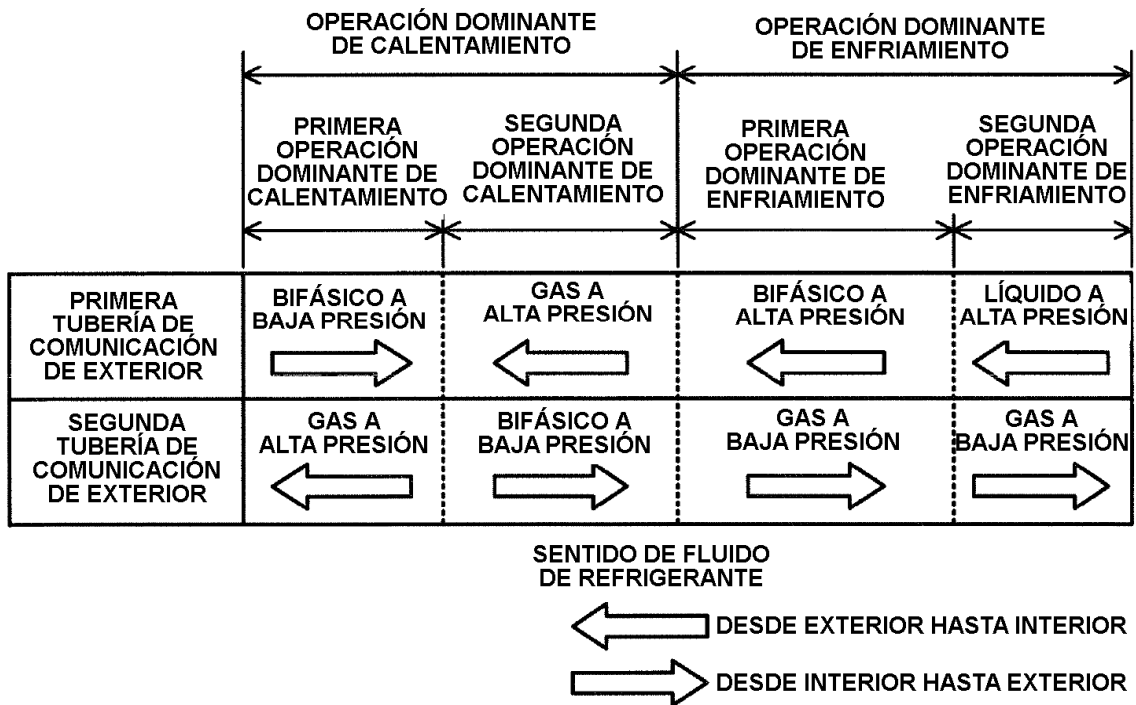 OPERACIÓN DOMINANTE
DE CALENTAMIENTO
OPERACIÓN DOMINANTE
DE ENFRIAMIENTO
PRIMERA
OPERACIÓN
DOMINANTE DE
CALENTAMIENTO
SEGUNDA
OPERACIÓN
DOMINANTE DE
CALENTAMIENTO
PRIMERA
OPERACIÓN
DOMINANTE DE
ENFRIAMIENTO
SEGUNDA
OPERACIÓN
DOMINANTE DE
ENFRIAMIENTO
PRIMERA
TUBERÍA DE
COMUNICACIÓN
DE EXTERIOR
BIFÁSICO A
BAJA PRESIÓN
GAS A
ALTA PRESIÓN
BIFÁSICO A
ALTA PRESIÓN
LÍQUIDO A
ALTA PRESIÓN
SEGUNDA
TUBERÍA DE
COMUNICACIÓN
DE EXTERIOR
GAS A
ALTA PRESIÓN
BIFÁSICO A
BAJA PRESIÓN
GAS A
BAJA PRESIÓN
GAS A
BAJA PRESIÓN
SENTIDO DE FLUIDO
DE REFRIGERANTE
DESDE EXTERIOR HASTA INTERIOR
DESDE INTERIOR HASTA EXTERIOR